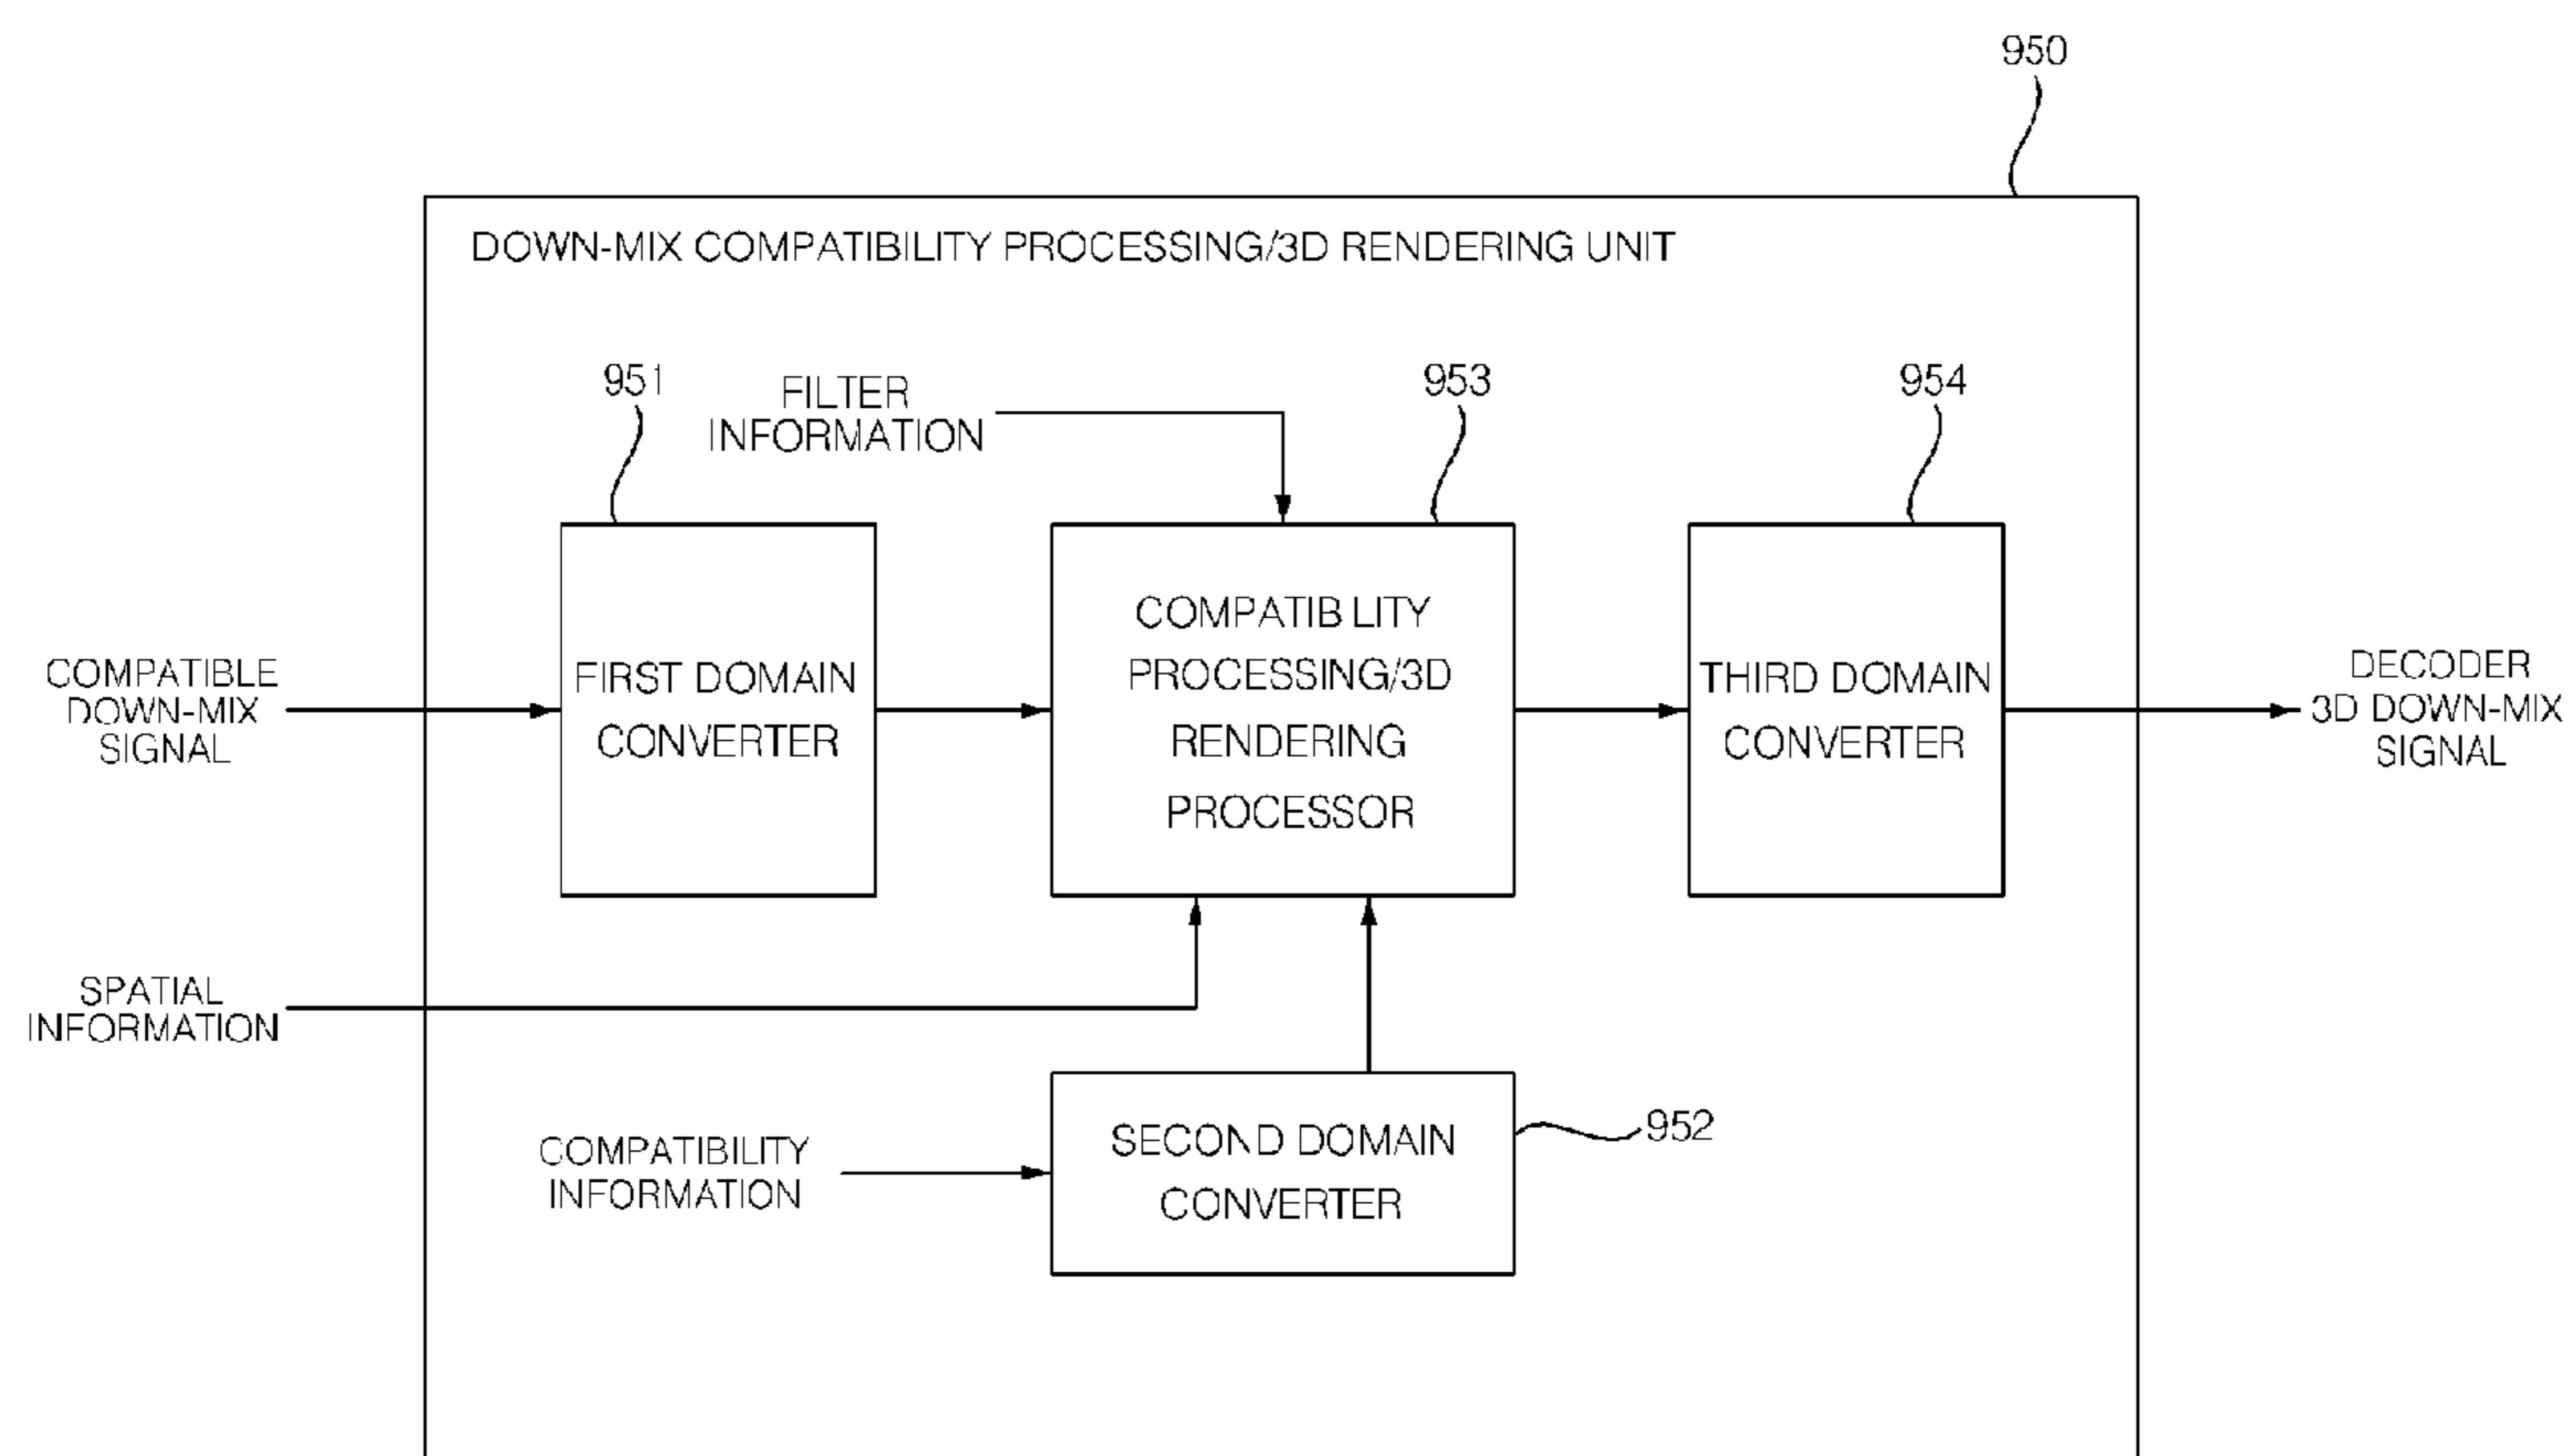 950
DOWN-MIX COMPATIBILITY PROCESSING/3D RENDERING UNIT
951
FILTER
INFORMATION
953
954
COMPATIBLE
DOWN-MIX
SIGNAL
FIRST DOMAIN
CONVERTER
COMPATIB LITY
PROCESSING/3D
RENDERING
PROCESSOR
THIRD DOMAIN
CONVERTER
DECODER
3D DOWN-MIX
SIGNAL
SPATIAL
INFORMATION
COMPATIBILITY
INFORMATION
SECOND DOMAIN
CONVERTER
952